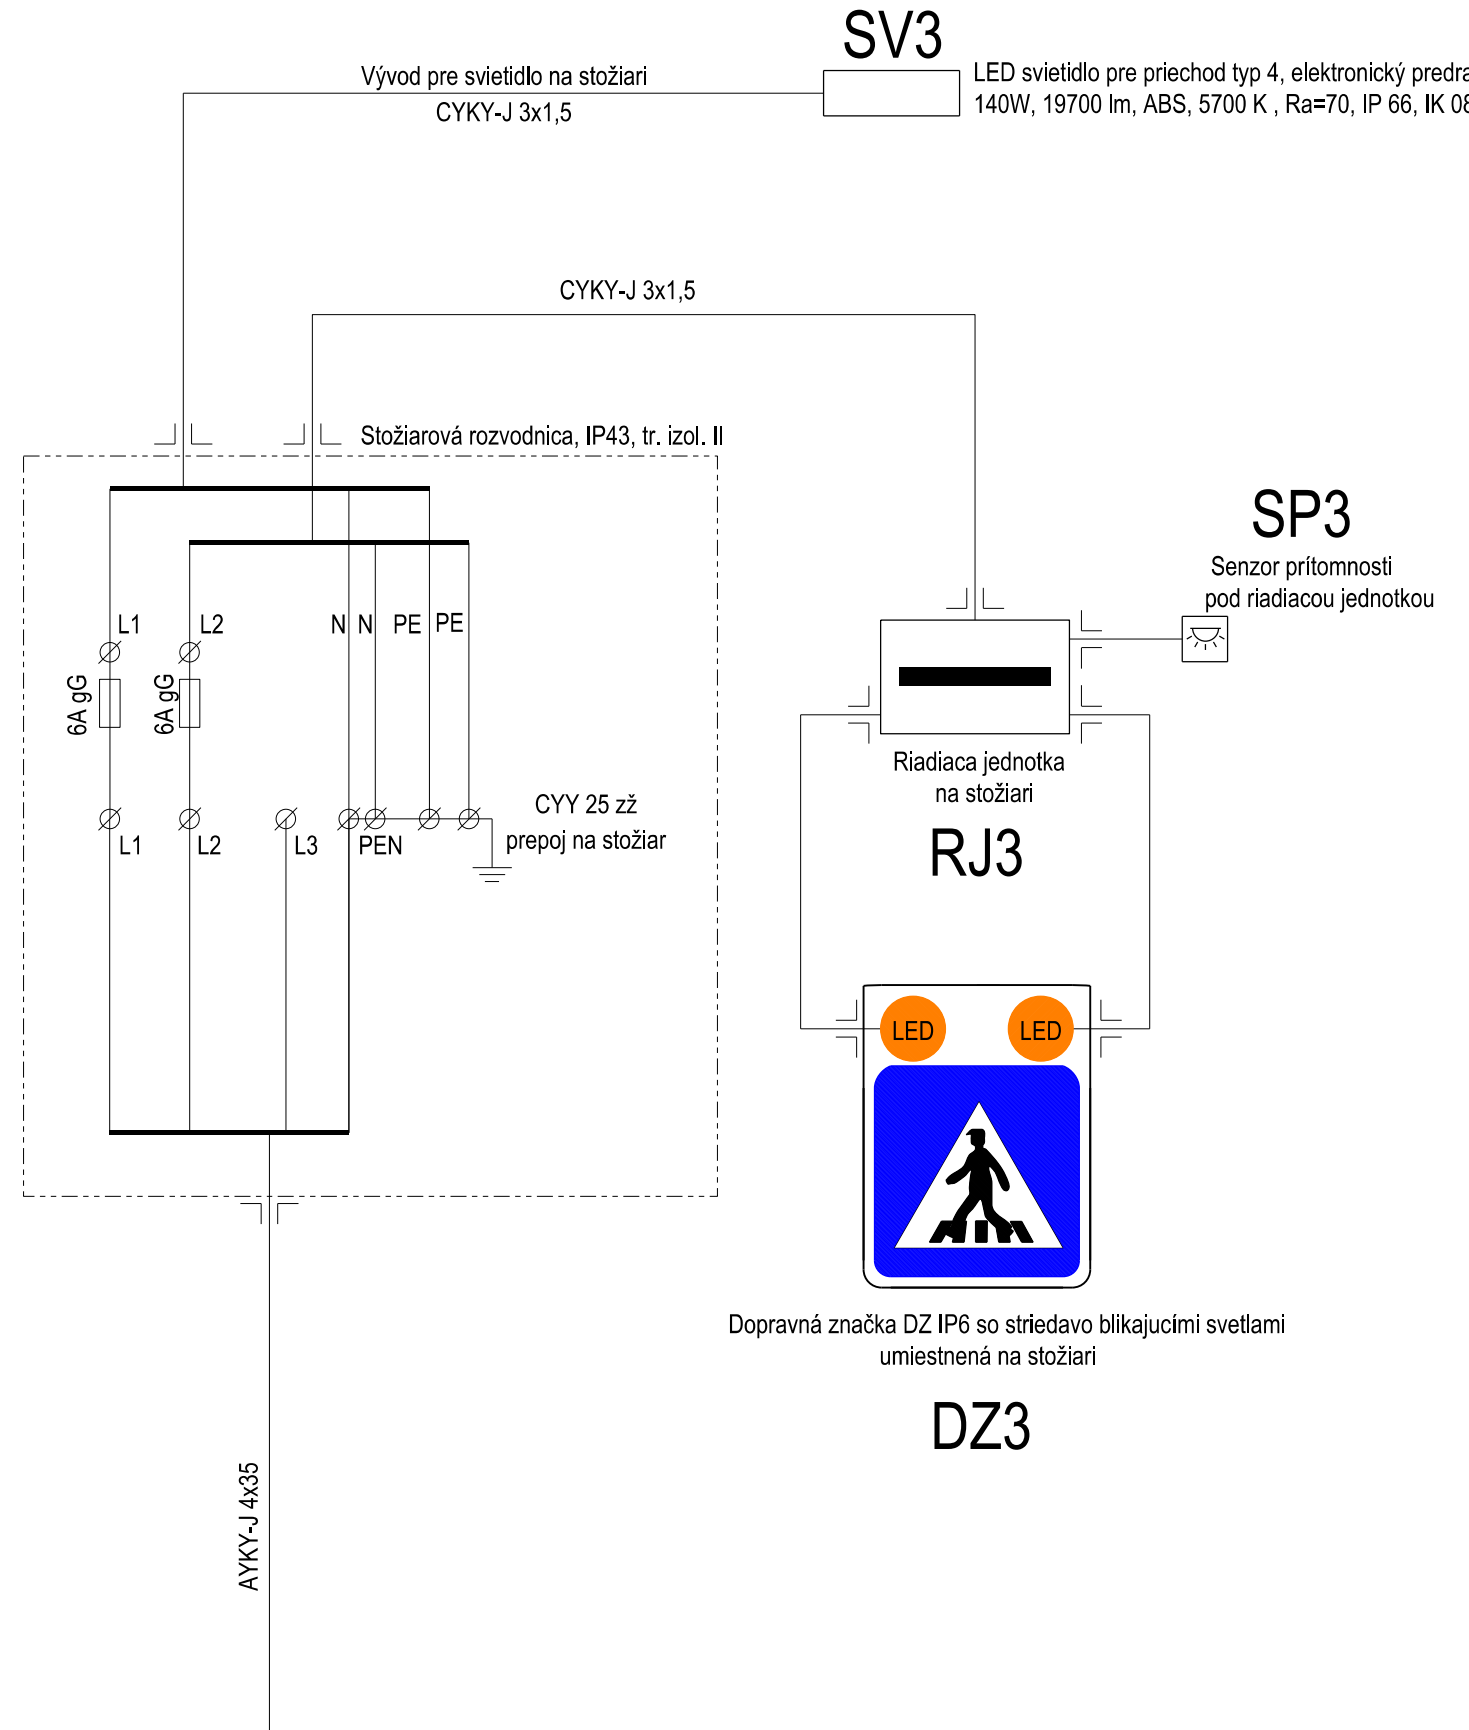 SV3
LED svietidlo pre priechod typ 4, elektronický
140W, 19700 lm, ABS, 5700 K , Ra=70, IP 66, IK 08
Vývod pre svietidlo na stožiari
CYKY-J 3x1,5
CYKY-J 3x1,5
Stožiarová rozvodnica, IP43, tr. izol. II
SP3
Senzor prítomnosti
pod riadiacou jednotkou
L1
L2
N
N
PE
PE
6A gG
6A gG
Riadiaca jednotka
na stožiari
RJ3
CYY 25 zž
prepoj na stožiar
L1
L2
L3
PEN
LED
LED
Dopravná značka DZ IP6 so striedavo blikajucími svetlami
umiestnená na stožiari
DZ3
AYKY-J 4x35